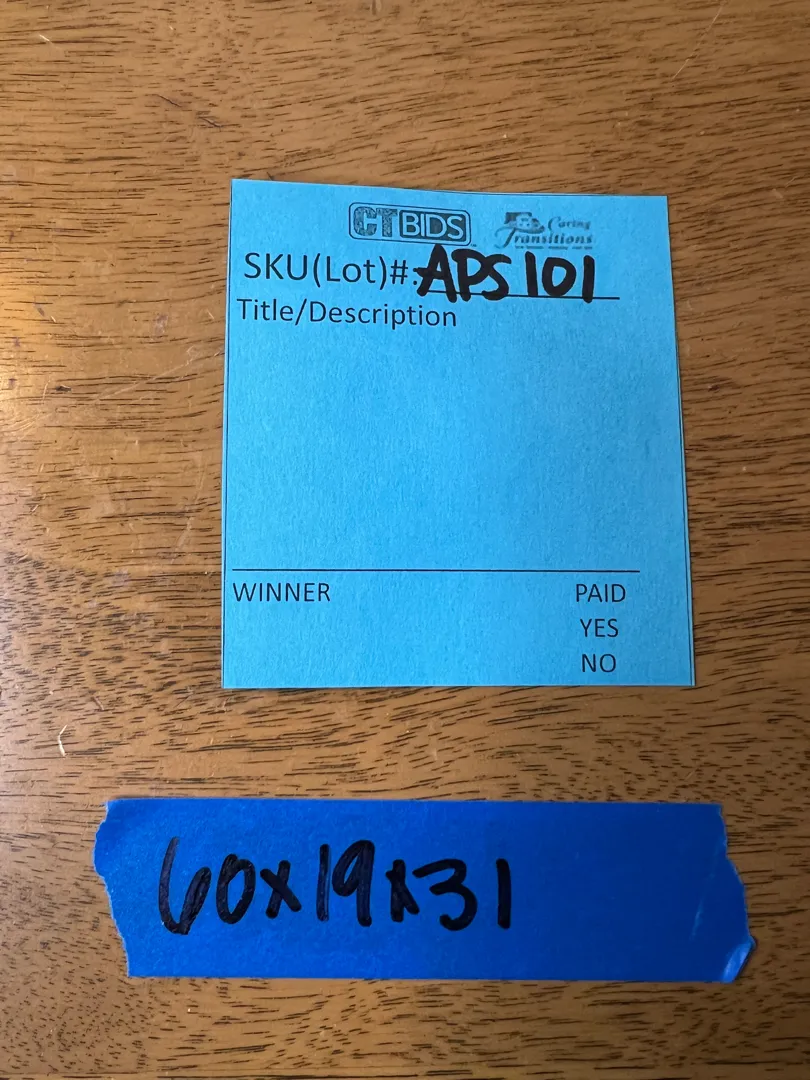 CTBIDS Caring Transitions
SKU(Lot)#: APS 101
Title/Description
WINNER PAID
YES
NO
60x19x31